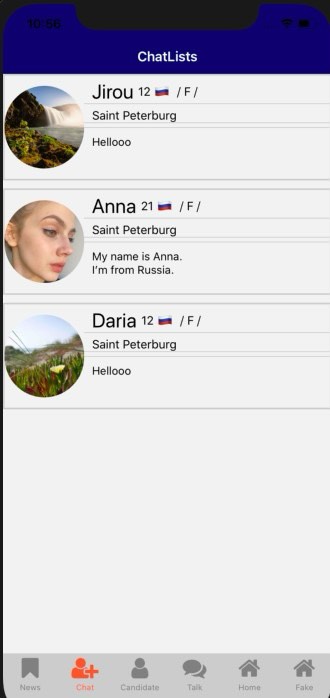 10:56
ChatLists
Jirou 12 🇷🇺 / F /
Saint Peterburg
Hellooo
Anna 21 🇷🇺 / F /
Saint Peterburg
My name is Anna.
I'm from Russia.
Daria 12 🇷🇺 / F /
Saint Peterburg
Hellooo
News Chat Candidate Talk Home Fake